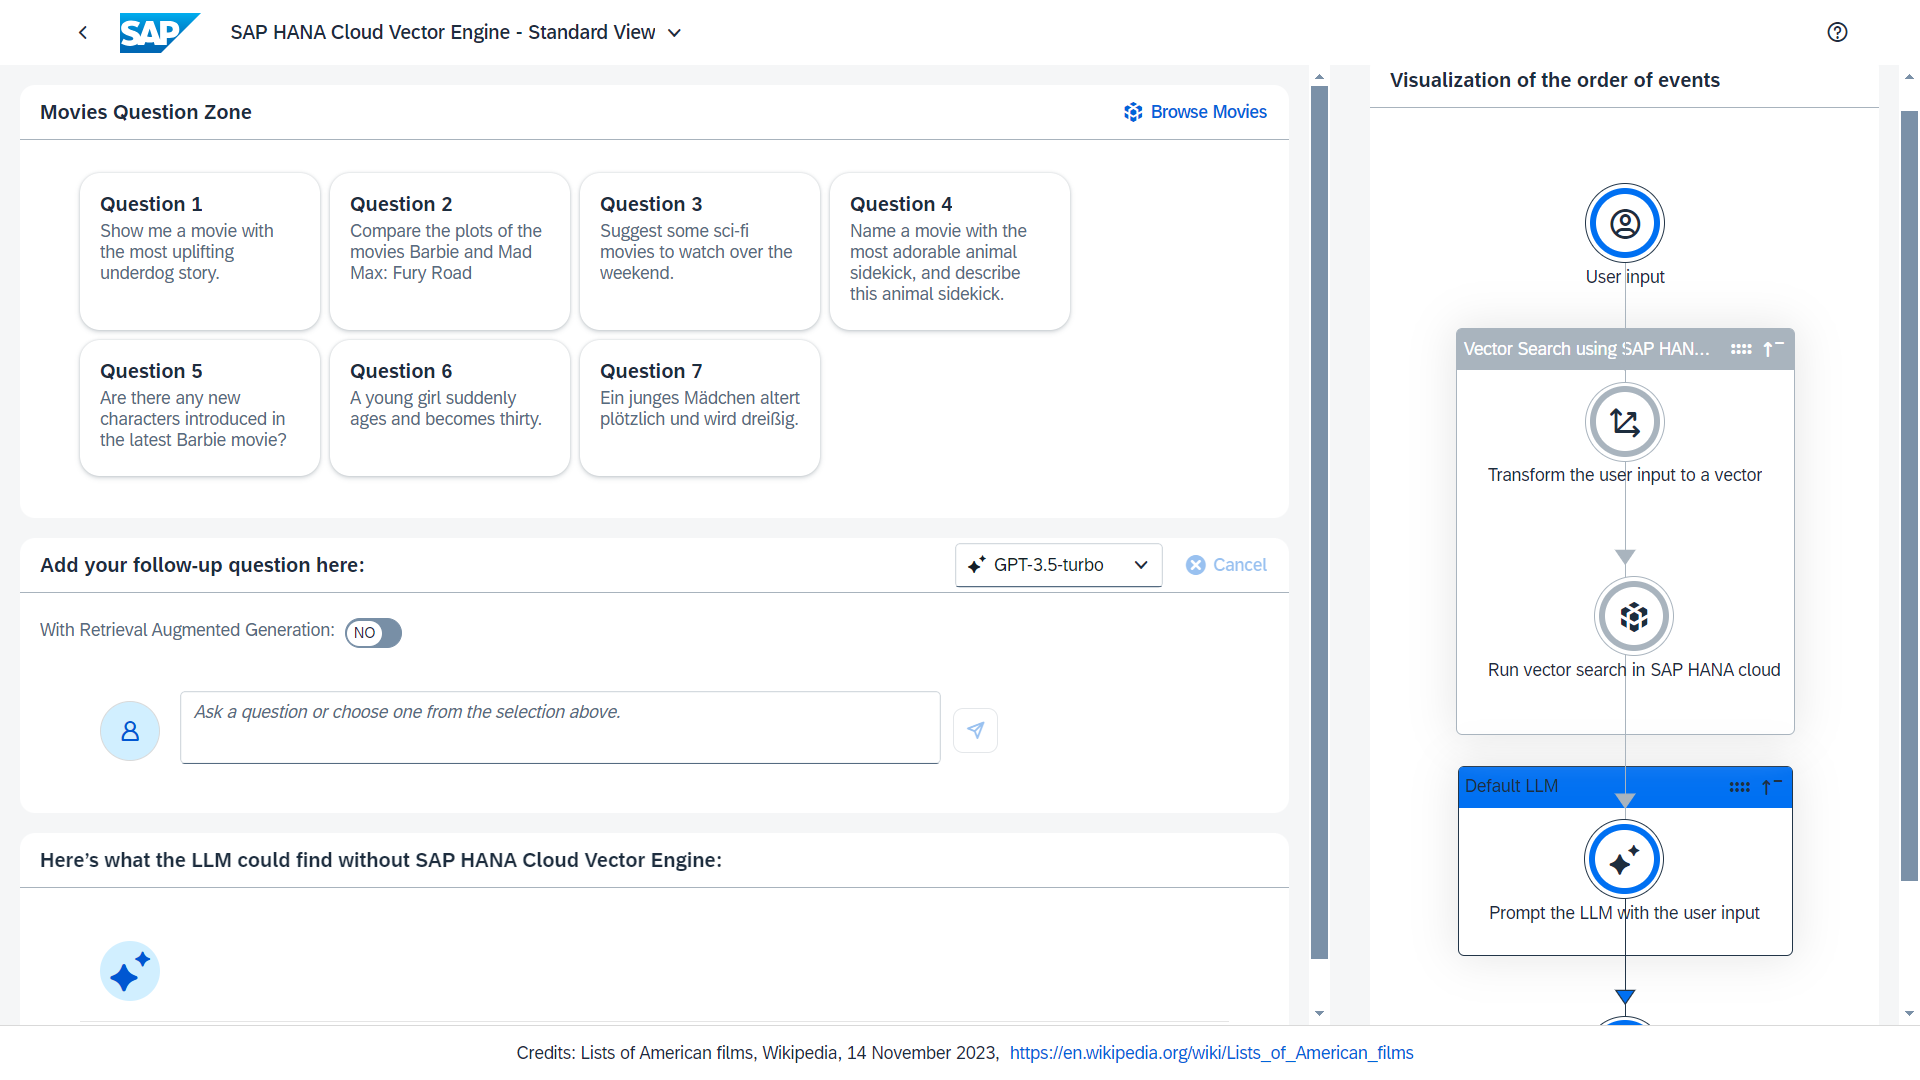 SAP
SAP HANA Cloud Vector Engine - Standard View
Movies Question Zone
Browse Movies
Question 1
Show me a movie with
the most uplifting
underdog story.
Question 2
Compare the plots of the
movies Barbie and Mad
Max: Fury Road
Question 3
Suggest some sci-fi
movies to watch over the
weekend.
Question 4
Name a movie with the
most adorable animal
sidekick, and describe
this animal sidekick.
Question 5
Are there any new
characters introduced in
the latest Barbie movie?
Question 6
A young girl suddenly
ages and becomes thirty.
Question 7
Ein junges Mädchen altert
plötzlich und wird dreißig.
Add your follow-up question here:
GPT-3.5-turbo
Cancel
With Retrieval Augmented Generation:
NO
Ask a question or choose one from the selection above.
Here’s what the LLM could find without SAP HANA Cloud Vector Engine:
Visualization of the order of events
User input
Vector Search using SAP HAN...
Transform the user input to a vector
Run vector search in SAP HANA cloud
Default LLM
Prompt the LLM with the user input
Credits: Lists of American films, Wikipedia, 14 November 2023, https://en.wikipedia.org/wiki/Lists_of_American_films